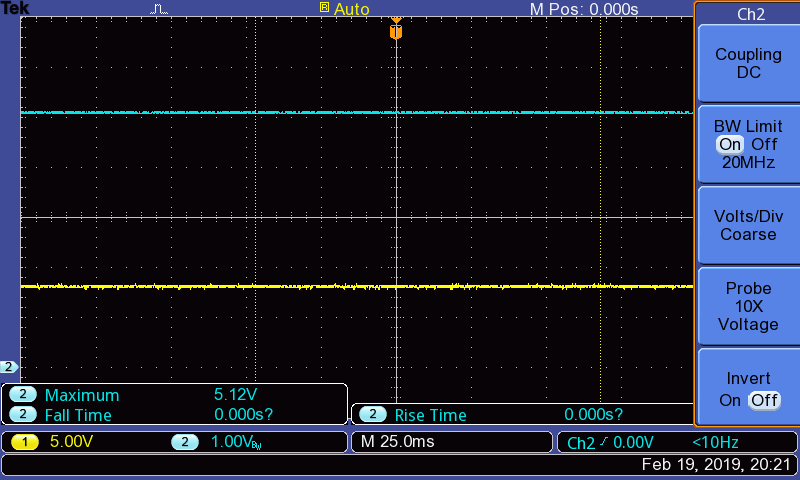 Tek
R Auto
M Pos: 0.000s
Ch2
T
Coupling
DC
BW Limit
On Off
20MHz
Volts/Div
Coarse
Probe
10X
Voltage
Invert
On Off
2
2 Maximum 5.12V
2 Fall Time 0.000s?
2 Rise Time 0.000s?
1 5.00V
2 1.00VBw
M 25.0ms
Ch2 0.00V <10Hz
Feb 19, 2019, 20:21